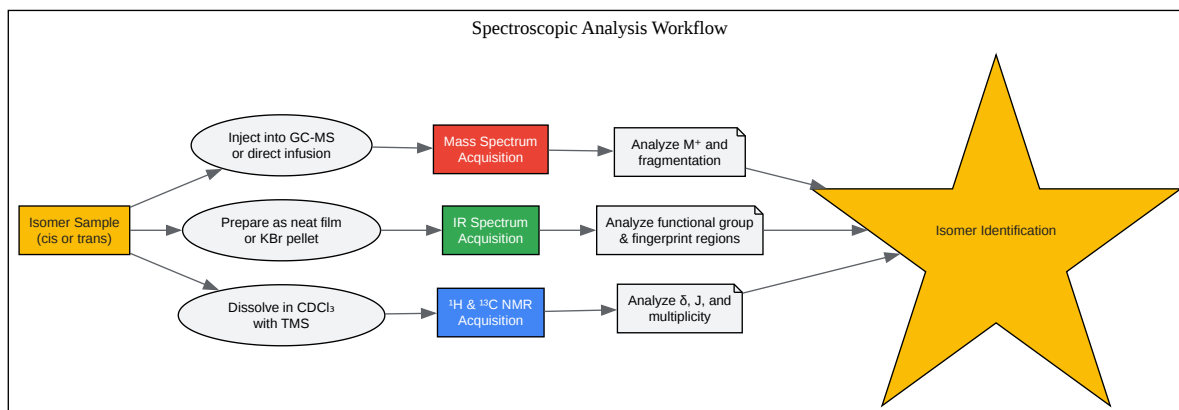 Spectroscopic Analysis Workflow
Inject into GC-MS
or direct infusion
Mass Spectrum
Acquisition
Analyze M⁺ and
fragmentation
Isomer Sample
(cis or trans)
Prepare as neat film
or KBr pellet
IR Spectrum
Acquisition
Analyze functional group
& fingerprint regions
Isomer Identification
Dissolve in CDCl₃
with TMS
¹H & ¹³C NMR
Acquisition
Analyze δ, J, and
multiplicity